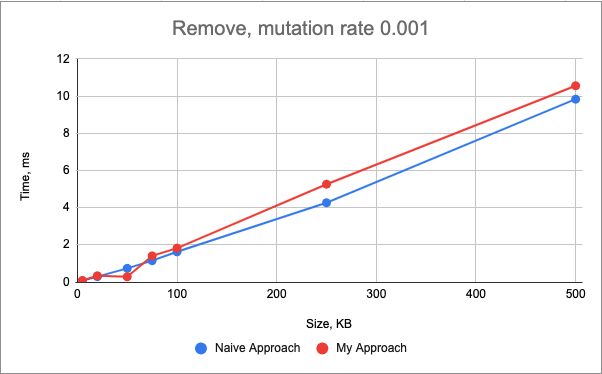 Remove, mutation rate 0.001
12
10
8
6
4
2
0
Time, ms
0 100 200 300 400 500
Size, KB
Naive Approach My Approach